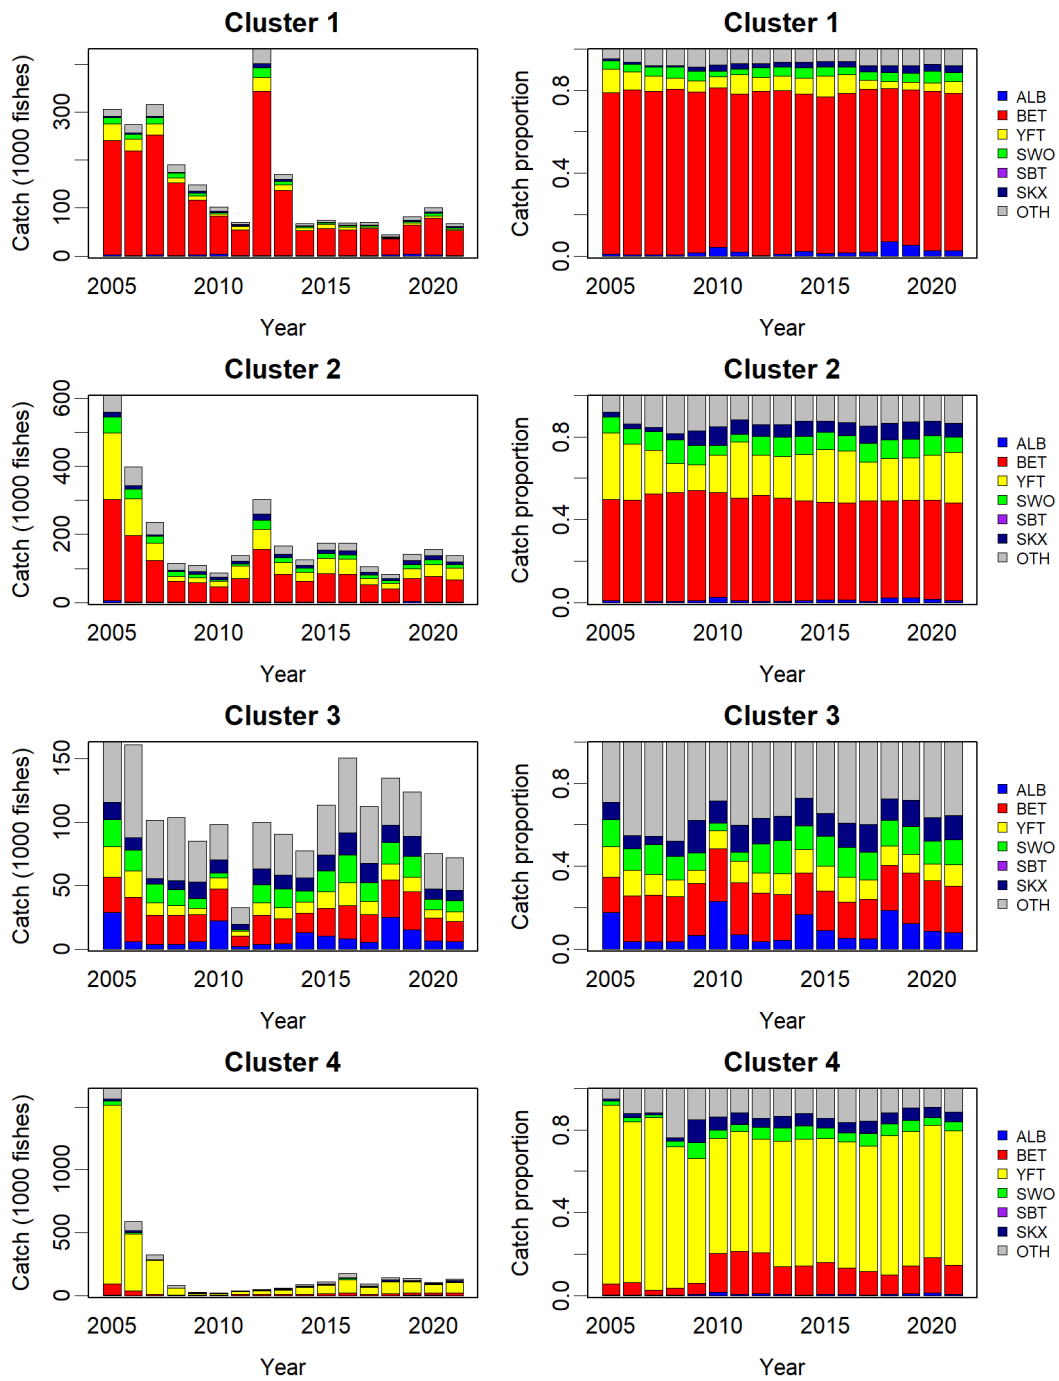 Cluster 1
Cluster 1
Catch (1000 fishes)
0
100
300
2005
2010
2015
2020
Year
Catch proportion
0.0
0.4
0.8
2005
2010
2015
2020
Year
ALB
BET
YFT
SWO
SBT
SKX
OTH
Cluster 2
Cluster 2
Catch (1000 fishes)
0
200
400
600
2005
2010
2015
2020
Year
Catch proportion
0.0
0.4
0.8
2005
2010
2015
2020
Year
ALB
BET
YFT
SWO
SBT
SKX
OTH
Cluster 3
Cluster 3
Catch (1000 fishes)
0
50
100
150
2005
2010
2015
2020
Year
Catch proportion
0.0
0.4
0.8
2005
2010
2015
2020
Year
ALB
BET
YFT
SWO
SBT
SKX
OTH
Cluster 4
Cluster 4
Catch (1000 fishes)
0
500
1000
2005
2010
2015
2020
Year
Catch proportion
0.0
0.4
0.8
2005
2010
2015
2020
Year
ALB
BET
YFT
SWO
SBT
SKX
OTH